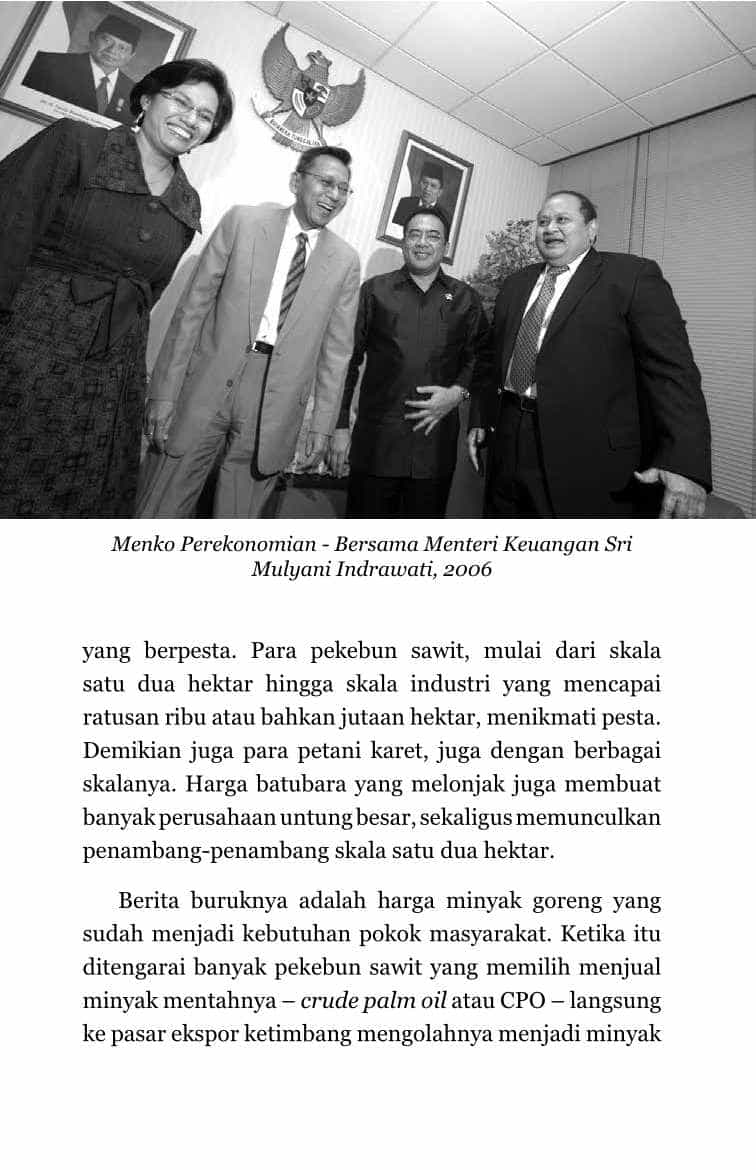 Menko Perekonomian - Bersama Menteri Keuangan Sri
Mulyani Indrawati, 2006
yang berpesta. Para pekebun sawit, mulai dari skala
satu dua hektar hingga skala industri yang mencapai
ratusan ribu atau bahkan jutaan hektar, menikmati pesta.
Demikian juga para petani karet, juga dengan berbagai
skalanya. Harga batubara yang melonjak juga membuat
banyak perusahaan untung besar, sekaligus memunculkan
penambang-penambang skala satu dua hektar.
Berita buruknya adalah harga minyak goreng yang
sudah menjadi kebutuhan pokok masyarakat. Ketika itu
ditengarai banyak pekebun sawit yang memilih menjual
minyak mentahnya – crude palm oil atau CPO – langsung
ke pasar ekspor ketimbang mengolahnya menjadi minyak